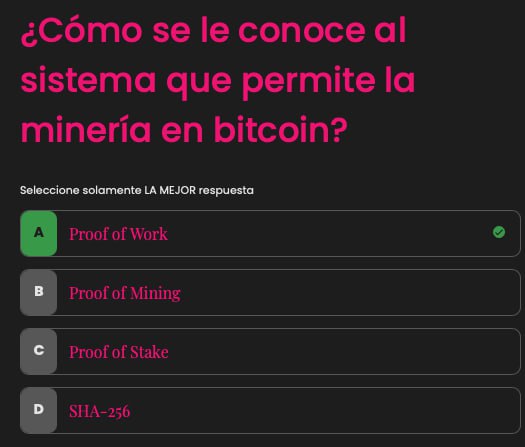 ¿Cómo se le conoce al
sistema que permite la
minería en bitcoin?
Seleccione solamente LA MEJOR respuesta
A Proof of Work
B Proof of Mining
C Proof of Stake
D SHA-256